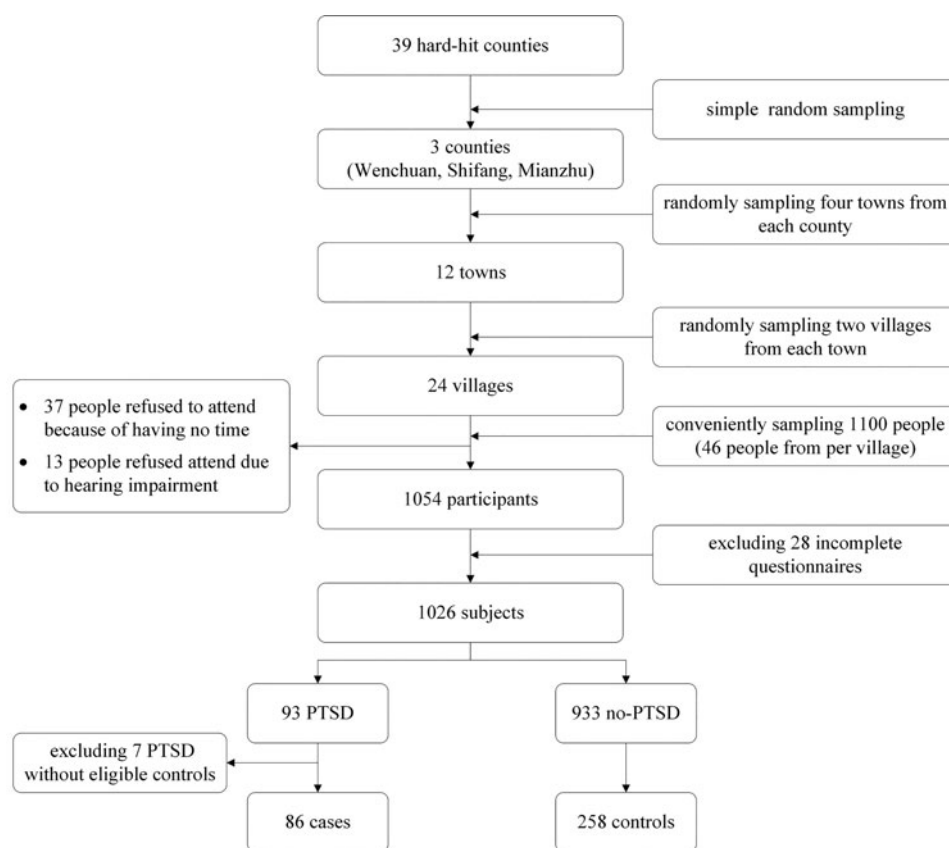 39 hard-hit counties
simple random sampling
3 counties
(Wenchuan, Shifang, Mianzhu)
randomly sampling four towns from
each county
12 towns
randomly sampling two villages
from each town
24 villages
• 37 people refused to attend
because of having no time
• 13 people refused attend due
to hearing impairment
conveniently sampling 1100 people
(46 people from per village)
1054 participants
excluding 28 incomplete
questionnaires
1026 subjects
93 PTSD
933 no-PTSD
excluding 7 PTSD
without eligible controls
86 cases
258 controls